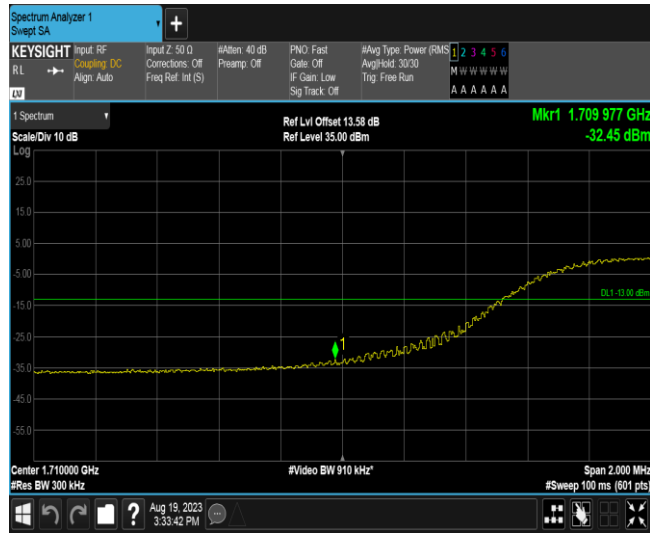 Spectrum Analyzer 1
Swept SA
+
KEYSIGHT
RL
LXI
Input: RF
Coupling: DC
Align: Auto
Input Z: 50 Ω
Corrections: Off
Freq Ref: Int (S)
#Atten: 40 dB
Preamp: Off
PNO: Fast
Gate: Off
IF Gain: Low
Sig Track: Off
#Avg Type: Power (RMS
Avg|Hold: 30/30
Trig: Free Run
1 2 3 4 5 6
M W W W W W
A A A A A A
1 Spectrum
Scale/Div 10 dB
Ref Lvl Offset 13.58 dB
Ref Level 35.00 dBm
Mkr1 1.709 977 GHz
-32.45 dBm
Log
25.0
15.0
5.00
-5.00
DL1 -13.00 dBm
-15.0
-25.0
1
-35.0
-45.0
-55.0
Center 1.710000 GHz
#Video BW 910 kHz*
Span 2.000 MHz
#Res BW 300 kHz
#Sweep 100 ms (601 pts)
?
Aug 19, 2023
3:33:42 PM